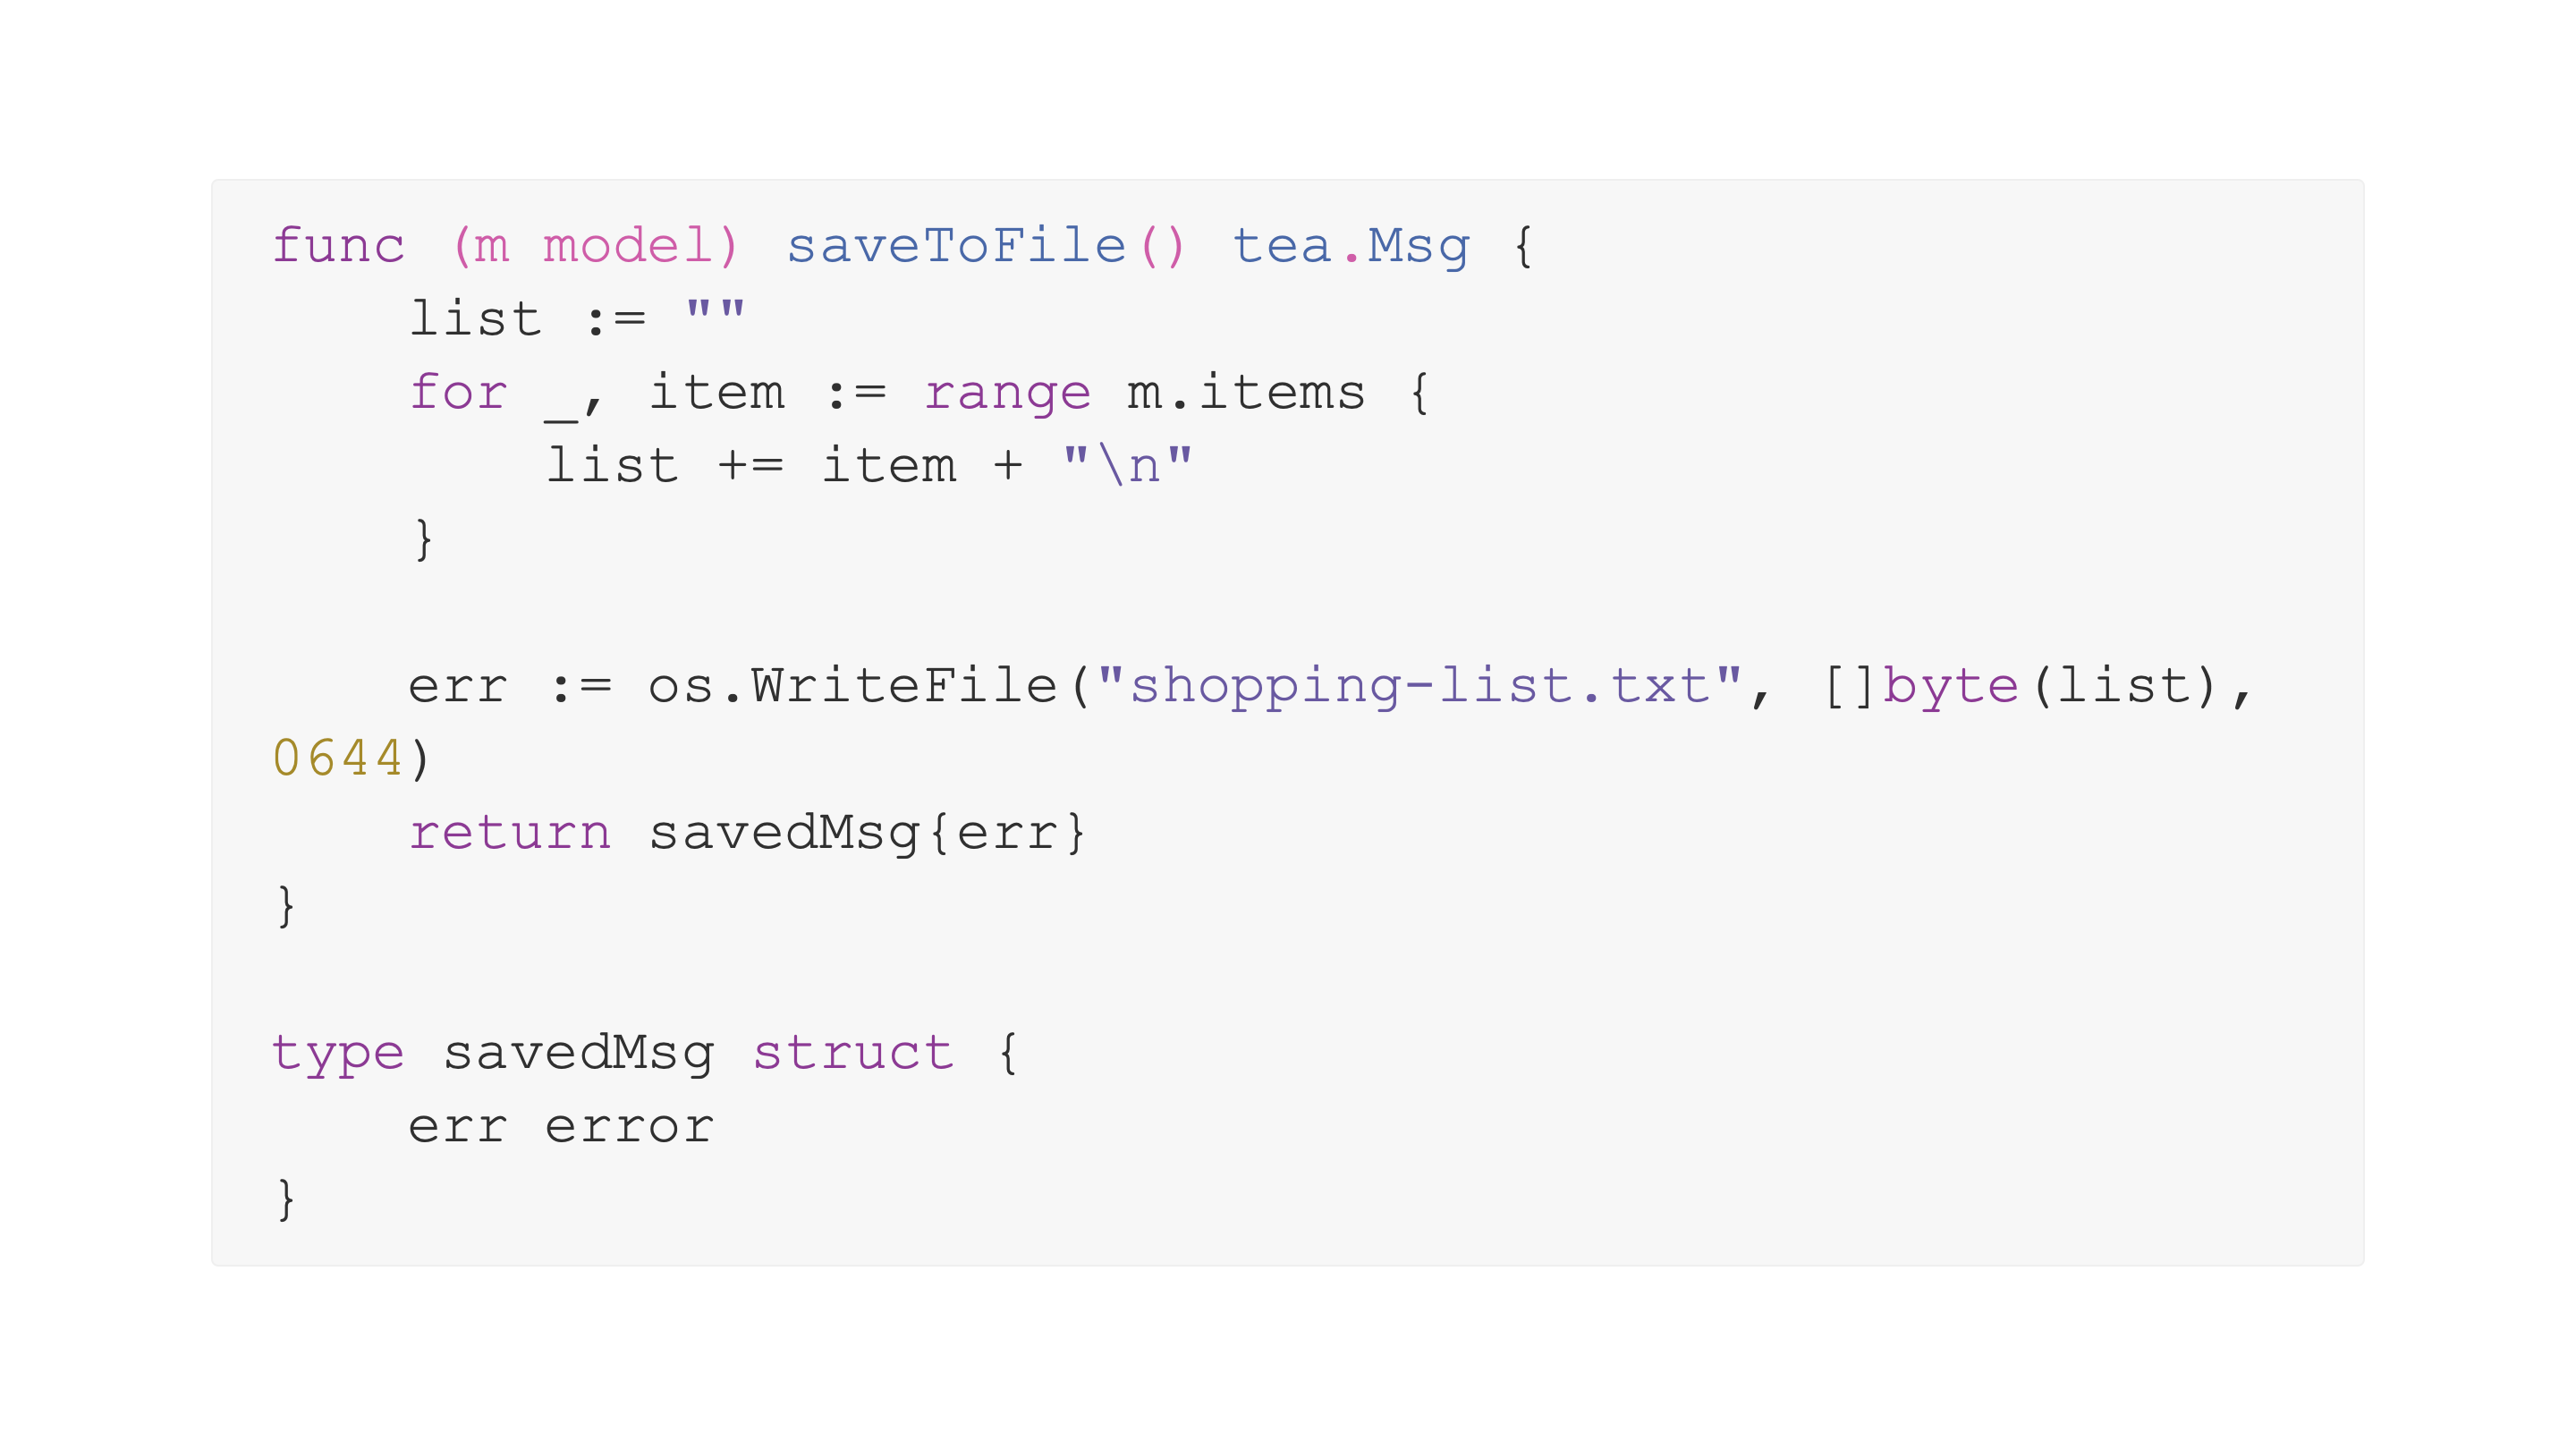 func (m model) saveToFile() tea.Msg {
    list := ""
    for _, item := range m.items {
        list += item + "\n"
    }

    err := os.WriteFile("shopping-list.txt", []byte(list),
0644)
    return savedMsg{err}
}

type savedMsg struct {
    err error
}